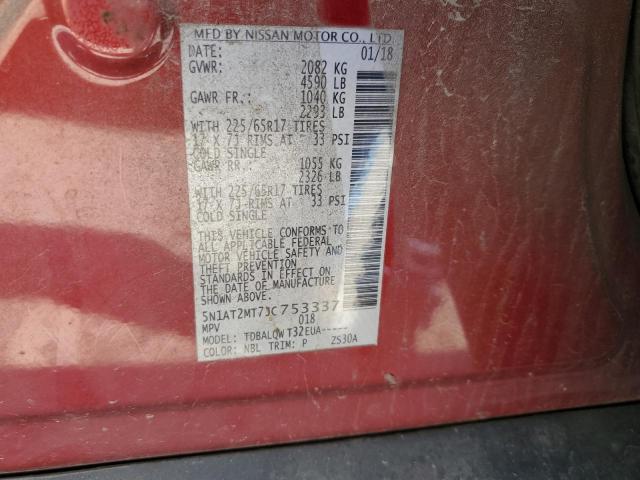 MFD BY NISSAN MOTOR CO., LTD.
DATE: 01/18
GVWR: 2082 KG
4590 LB
GAWR FR.: 1040 KG
2293 LB
WITH 225/65R17 TIRES
17 X 7J RIMS AT 33 PSI
COLD SINGLE
GAWR RR.: 1055 KG
2326 LB
WITH 225/65R17 TIRES
17 X 7J RIMS AT 33 PSI
COLD SINGLE
THIS VEHICLE CONFORMS TO
ALL APPLICABLE FEDERAL
MOTOR VEHICLE SAFETY AND
THEFT PREVENTION
STANDARDS IN EFFECT ON
THE DATE OF MANUFACTURE
SHOWN ABOVE
5N1AT2MT7JC753337
MPV 018
MODEL: TDBALQW T32EUA-----
COLOR: NBL TRIM: P ZS30A